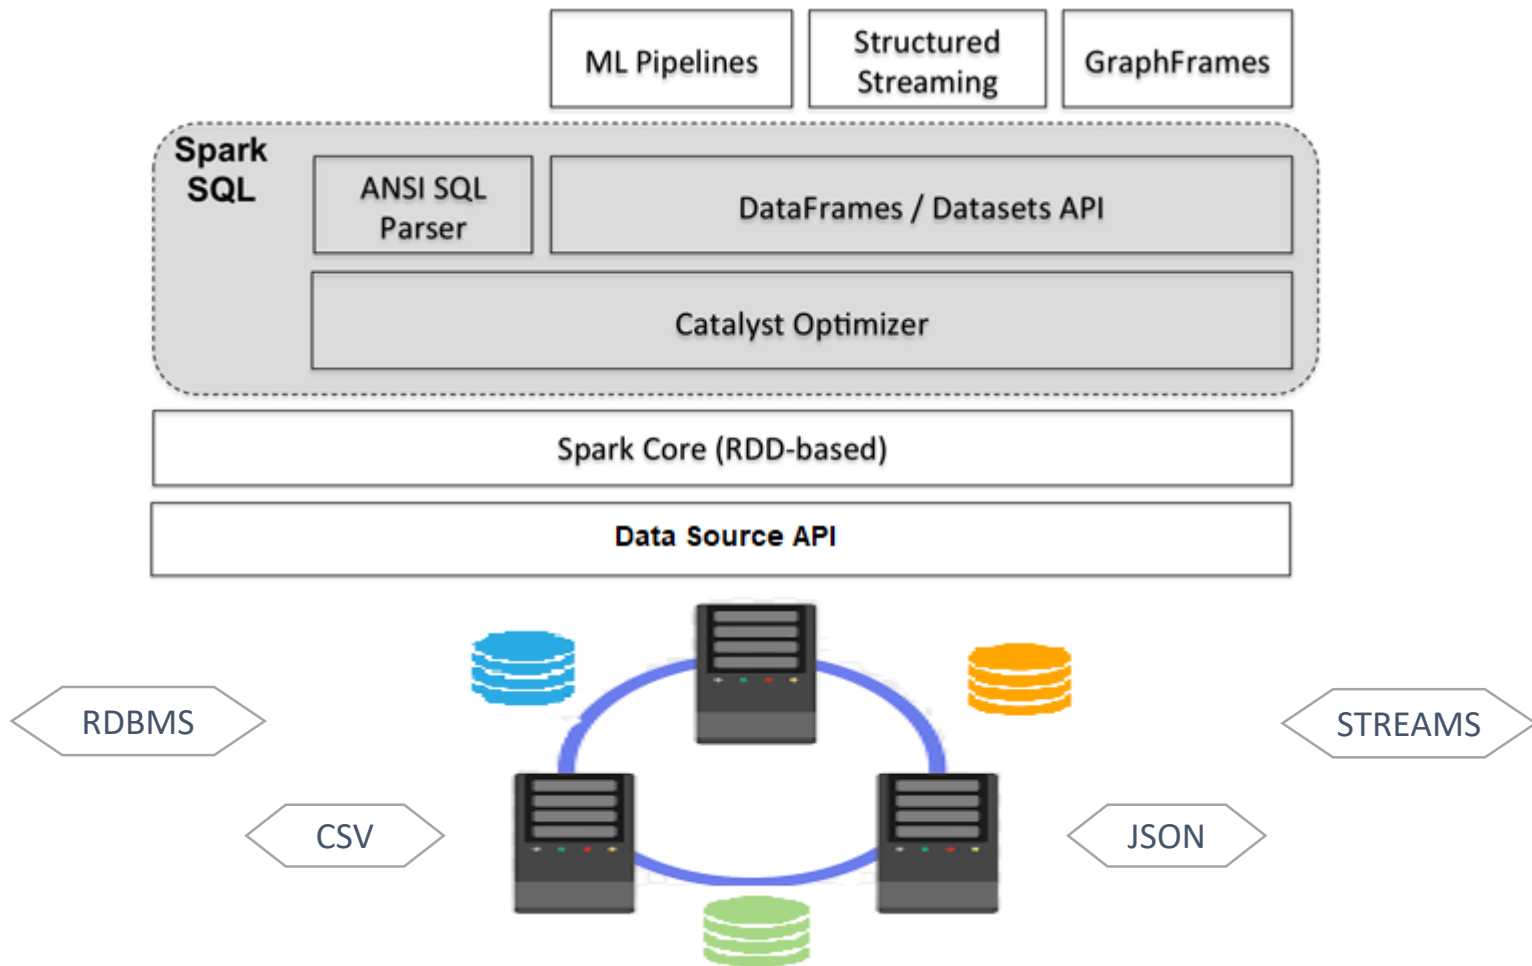 ML Pipelines
Structured
Streaming
GraphFrames
Spark
SQL
ANSI SQL
Parser
DataFrames / Datasets API
Catalyst Optimizer
Spark Core (RDD-based)
Data Source API
RDBMS
STREAMS
CSV
JSON